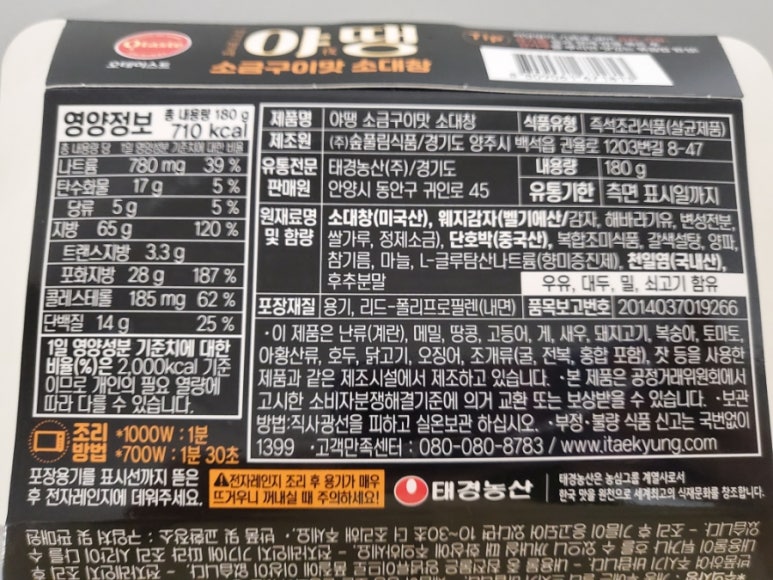 Otaste
오테이스트
야땡
소금구이맛 소대창
Tip
영양정보 총 내용량 180 g
710 kcal
총 내용량 당 1일 영양성분 기준치에 대한 비율
나트륨 780 mg 39 %
탄수화물 17 g 5 %
당류 5 g 5 %
지방 65 g 120 %
트랜스지방 3.3 g
포화지방 28 g 187 %
콜레스테롤 185 mg 62 %
단백질 14 g 25 %
1일 영양성분 기준치에 대한
비율(%)은 2,000kcal 기준
이므로 개인의 필요 열량에
따라 다를 수 있습니다.
제품명 야땡 소금구이맛 소대창 식품유형 즉석조리식품(살균제품)
제조원 (주)숲풀림식품/경기도 양주시 백석읍 권율로 1203번길 8-47
유통전문 판매원 태경농산(주)/경기도
안양시 동안구 귀인로 45
내용량 180 g
유통기한 측면 표시일까지
원재료명 및 함량 소대창(미국산), 웨지감자(벨기에산/감자, 해바라기유, 변성전분,
쌀가루, 정제소금), 단호박(중국산), 복합조미식품, 갈색설탕, 양파,
참기름, 마늘, L-글루탐산나트륨(향미증진제), 천일염(국내산),
후추분말
우유, 대두, 밀, 쇠고기 함유
포장재질 용기, 리드-폴리프로필렌(내면) 품목보고번호 2014037019266
·이 제품은 난류(계란), 메밀, 땅콩, 고등어, 게, 새우, 돼지고기, 복숭아, 토마토,
아황산류, 호두, 닭고기, 오징어, 조개류(굴, 전복, 홍합 포함), 잣 등을 사용한
제품과 같은 제조시설에서 제조하고 있습니다. ·본 제품은 공정거래위원회에서
고시한 소비자분쟁해결기준에 의거 교환 또는 보상받을 수 있습니다. ·보관
방법:직사광선을 피하고 실온보관 하십시오. ·부정·불량 식품 신고는 국번없이
1399 ·고객만족센터 : 080-080-8783 / www.itaekyung.com
조리방법 *1000W : 1분
*700W : 1분 30초
포장용기를 표시선까지 뜯은
후 전자레인지에 데워주세요.
전자레인지 조리 후 용기가 매우
뜨거우니 꺼내실 때 주의하세요!
태경농산
태경농산은 농심그룹 계열사로서
한국 맛을 원천으로 세계최고의 식재문화를 창조합니다.